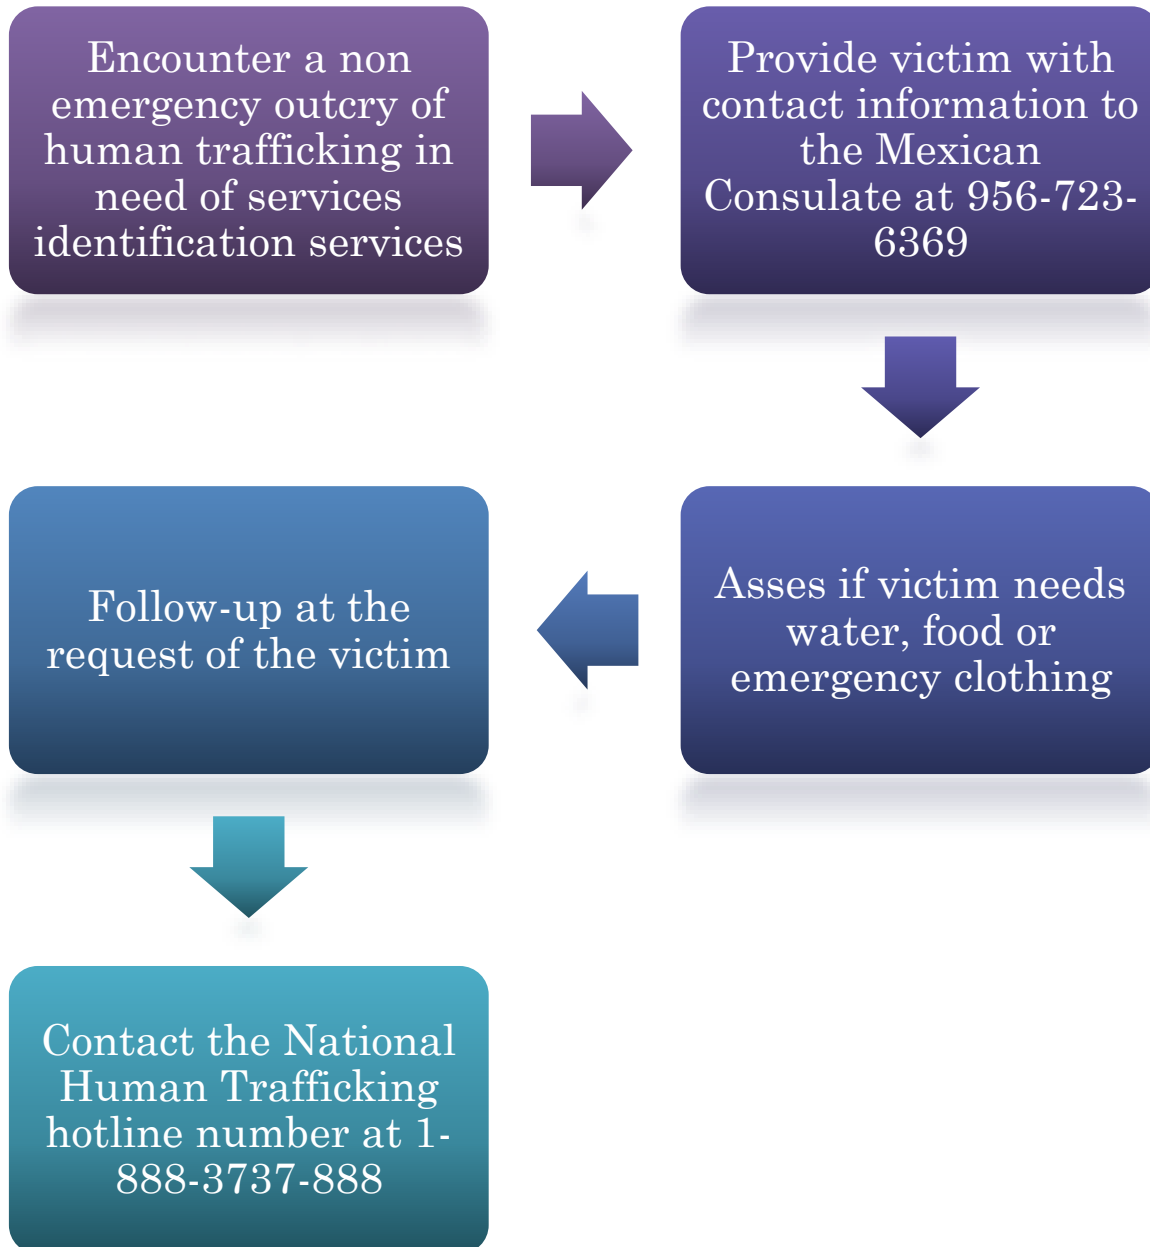 Encounter a non
emergency outcry of
human trafficking in
need of services
identification services
Provide victim with
contact information to
the Mexican
Consulate at 956-723-
6369
Asses if victim needs
water, food or
emergency clothing
Follow-up at the
request of the victim
Contact the National
Human Trafficking
hotline number at 1-
888-3737-888